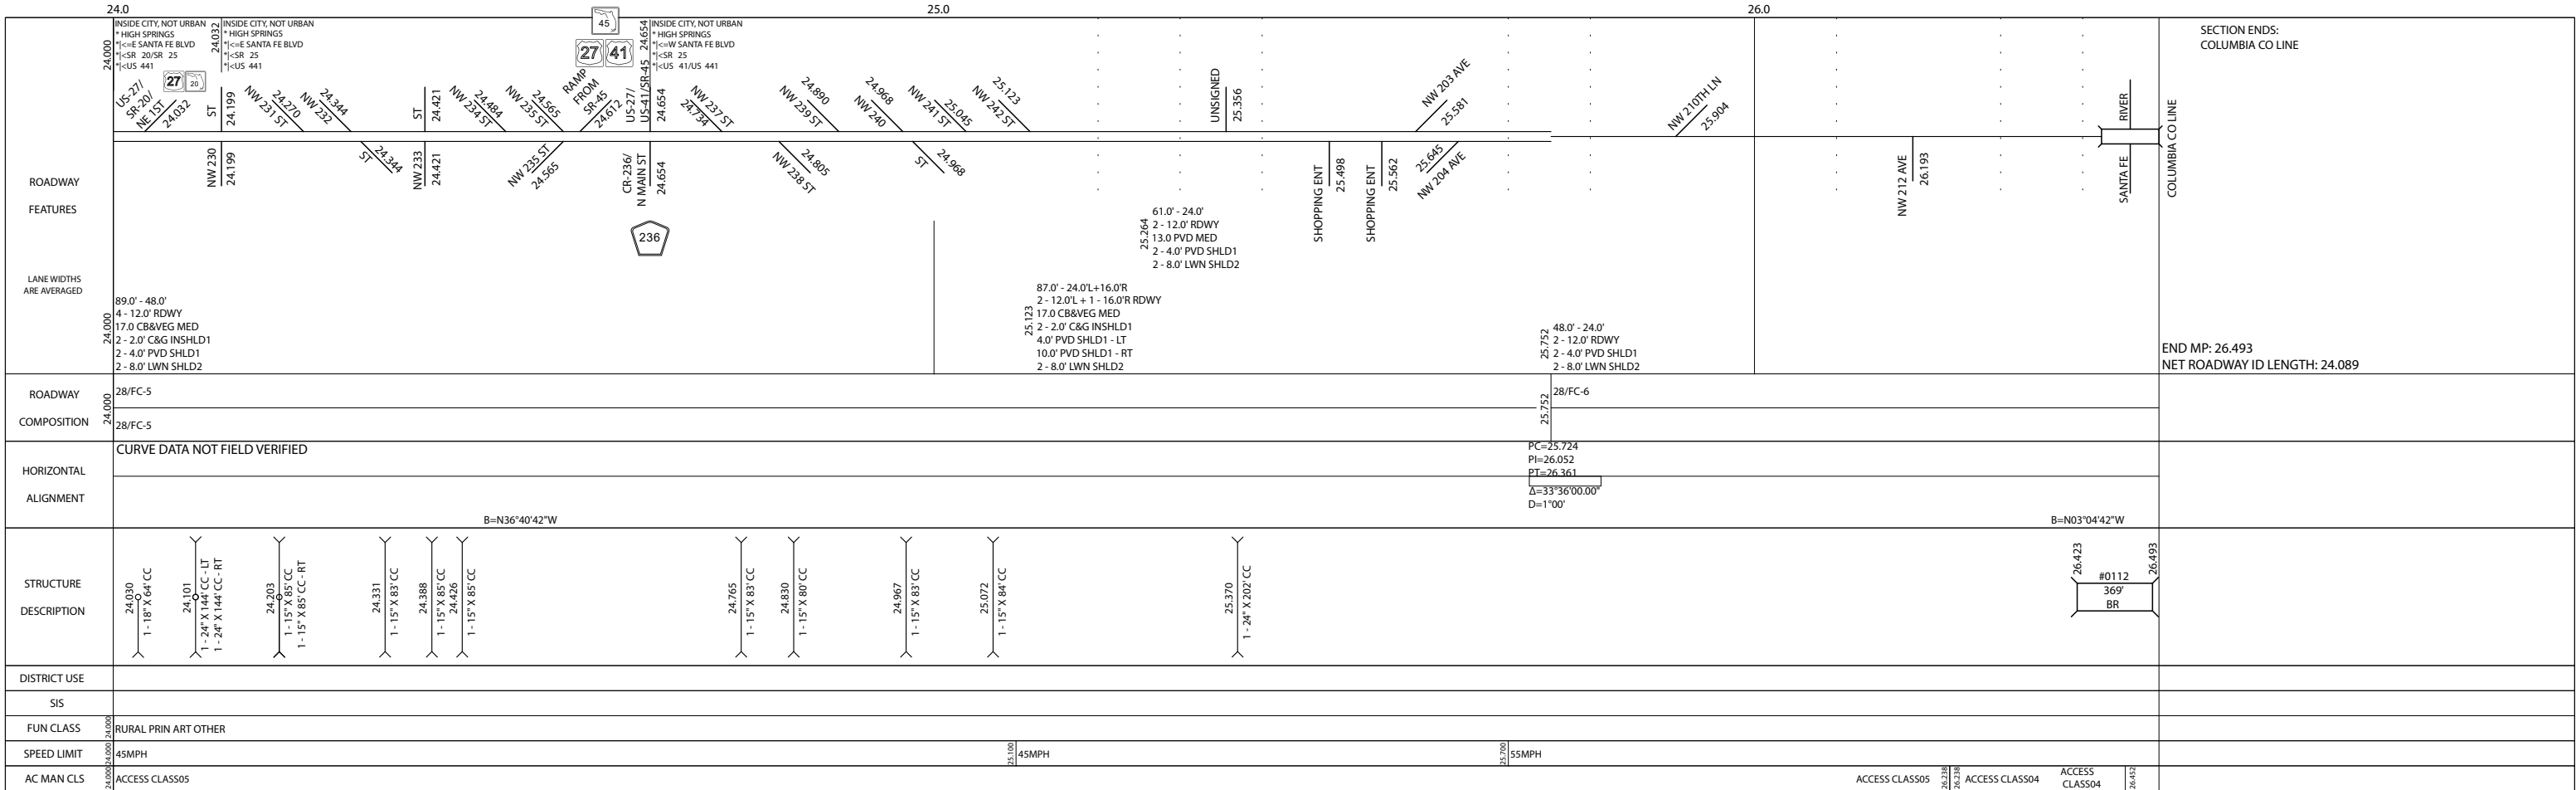 24.0
25.0
26.0
24.000
INSIDE CITY, NOT URBAN
* HIGH SPRINGS
*|<=E SANTA FE BLVD
*|<SR 20/SR 25
*|<US 441
24.032
INSIDE CITY, NOT URBAN
* HIGH SPRINGS
*|<=E SANTA FE BLVD
*|<SR 25
*|<US 441
45
27
41
24.654
INSIDE CITY, NOT URBAN
* HIGH SPRINGS
*|<=W SANTA FE BLVD
*|<SR 25
*|<US 41/US 441
SECTION ENDS:
COLUMBIA CO LINE
27
20
US-27/
SR-20/
NE 1ST
24.032
ST
24.199
24.270
NW 231 ST
24.344
NW 232
ST
24.421
24.484
NW 234 ST
24.565
NW 235 ST
RAMP
FROM
SR-45
24.612
US-27/
US-41/SR-45
24.654
NW 237 ST
24.734
24.890
NW 239 ST
24.968
NW 240
25.045
NW 241 ST
25.123
NW 242 ST
UNSIGNED
25.356
NW 203 AVE
25.581
NW 210TH LN
25.904
RIVER
SANTA FE
COLUMBIA CO LINE
NW 230
24.199
24.344
ST
NW 233
24.421
NW 235 ST
24.565
CR-236/
N MAIN ST
24.654
236
24.805
NW 238 ST
24.968
ST
SHOPPING ENT
25.498
SHOPPING ENT
25.562
25.645
NW 204 AVE
NW 212 AVE
26.193
ROADWAY
FEATURES
LANE WIDTHS
ARE AVERAGED
24.000
89.0' - 48.0'
4 - 12.0' RDWY
17.0 CB&VEG MED
2 - 2.0' C&G INSHLD1
2 - 4.0' PVD SHLD1
2 - 8.0' LWN SHLD2
25.123
87.0' - 24.0'L+16.0'R
2 - 12.0'L + 1 - 16.0'R RDWY
17.0 CB&VEG MED
2 - 2.0' C&G INSHLD1
4.0' PVD SHLD1 - LT
10.0' PVD SHLD1 - RT
2 - 8.0' LWN SHLD2
25.264
61.0' - 24.0'
2 - 12.0' RDWY
13.0 PVD MED
2 - 4.0' PVD SHLD1
2 - 8.0' LWN SHLD2
25.752
48.0' - 24.0'
2 - 12.0' RDWY
2 - 4.0' PVD SHLD1
2 - 8.0' LWN SHLD2
END MP: 26.493
NET ROADWAY ID LENGTH: 24.089
ROADWAY
COMPOSITION
24.000
28/FC-5
28/FC-5
25.752
28/FC-6
HORIZONTAL
ALIGNMENT
CURVE DATA NOT FIELD VERIFIED
B=N36°40'42"W
PC=25.724
PI=26.052
PT=26.361
Δ=33°36'00.00"
D=1°00'
B=N03°04'42"W
STRUCTURE
DESCRIPTION
24.030
1 - 18" X 64' CC
24.101
1 - 24" X 144' CC - LT
1 - 24" X 144' CC - RT
24.203
1 - 15" X 85' CC
1 - 15" X 85' CC - RT
24.331
1 - 15" X 83' CC
24.388
1 - 15" X 85' CC
24.426
1 - 15" X 85' CC
24.765
1 - 15" X 83' CC
24.830
1 - 15" X 80' CC
24.967
1 - 15" X 83' CC
25.072
1 - 15" X 84' CC
25.370
1 - 24" X 202' CC
26.423
26.493
#0112
369'
BR
DISTRICT USE
SIS
FUN CLASS
24.000
RURAL PRIN ART OTHER
SPEED LIMIT
24.000
45MPH
25.100
45MPH
25.700
55MPH
AC MAN CLS
24.000
ACCESS CLASS05
ACCESS CLASS05
26.238
26.238
ACCESS CLASS04
ACCESS
CLASS04
26.452